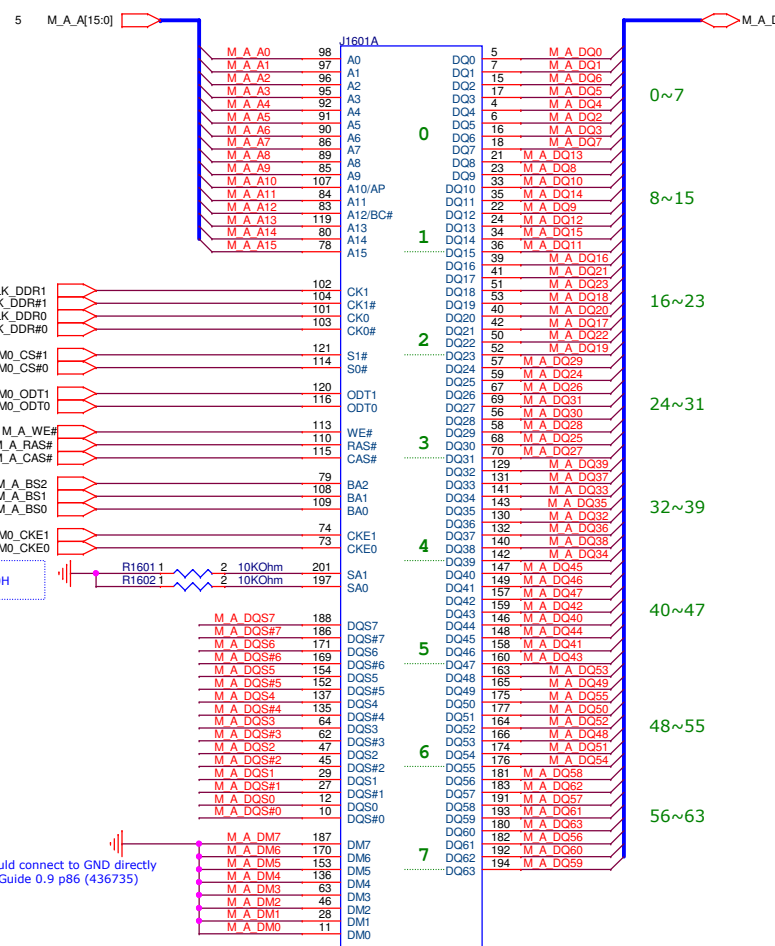 5 M_A_A[15:0]
M_A_D
J1601A
M_A_A0 98 A0
M_A_A1 97 A1
M_A_A2 96 A2
M_A_A3 95 A3
M_A_A4 92 A4
M_A_A5 91 A5
M_A_A6 90 A6
M_A_A7 86 A7
M_A_A8 89 A8
M_A_A9 85 A9
M_A_A10 107 A10/AP
M_A_A11 84 A11
M_A_A12 83 A12/BC#
M_A_A13 119 A13
M_A_A14 80 A14
M_A_A15 78 A15
LK_DDR1 102 CK1
K_DDR#1 104 CK1#
LK_DDR0 101 CK0
K_DDR#0 103 CK0#
M0_CS#1 121 S1#
M0_CS#0 114 S0#
M0_ODT1 120 ODT1
M0_ODT0 116 ODT0
M_A_WE# 113 WE#
M_A_RAS# 110 RAS#
M_A_CAS# 115 CAS#
M_A_BS2 79 BA2
M_A_BS1 108 BA1
M_A_BS0 109 BA0
M0_CKE1 74 CKE1
M0_CKE0 73 CKE0
0H
R1601 1 2 10KOhm 201 SA1
R1602 1 2 10KOhm 197 SA0
M_A_DQS7 188 DQS7
M_A_DQS#7 186 DQS#7
M_A_DQS6 171 DQS6
M_A_DQS#6 169 DQS#6
M_A_DQS5 154 DQS5
M_A_DQS#5 152 DQS#5
M_A_DQS4 137 DQS4
M_A_DQS#4 135 DQS#4
M_A_DQS3 64 DQS3
M_A_DQS#3 62 DQS#3
M_A_DQS2 47 DQS2
M_A_DQS#2 45 DQS#2
M_A_DQS1 29 DQS1
M_A_DQS#1 27 DQS#1
M_A_DQS0 12 DQS0
M_A_DQS#0 10 DQS#0
M_A_DM7 187 DM7
M_A_DM6 170 DM6
M_A_DM5 153 DM5
M_A_DM4 136 DM4
M_A_DM3 63 DM3
M_A_DM2 46 DM2
M_A_DM1 28 DM1
M_A_DM0 11 DM0
uld connect to GND directly
Guide 0.9 p86 (436735)
0
1
2
3
4
5
6
7
DQ0 5 M_A_DQ0
DQ1 7 M_A_DQ1
DQ2 15 M_A_DQ6
DQ3 17 M_A_DQ5
DQ4 4 M_A_DQ4
DQ5 6 M_A_DQ2
DQ6 16 M_A_DQ3
DQ7 18 M_A_DQ7
DQ8 21 M_A_DQ13
DQ9 23 M_A_DQ8
DQ10 33 M_A_DQ10
DQ11 35 M_A_DQ14
DQ12 22 M_A_DQ9
DQ13 24 M_A_DQ12
DQ14 34 M_A_DQ15
DQ15 36 M_A_DQ11
DQ16 39 M_A_DQ16
DQ17 41 M_A_DQ21
DQ18 51 M_A_DQ23
DQ19 53 M_A_DQ18
DQ20 40 M_A_DQ20
DQ21 42 M_A_DQ17
DQ22 50 M_A_DQ22
DQ23 52 M_A_DQ19
DQ24 57 M_A_DQ29
DQ25 59 M_A_DQ24
DQ26 67 M_A_DQ26
DQ27 69 M_A_DQ31
DQ28 56 M_A_DQ30
DQ29 58 M_A_DQ28
DQ30 68 M_A_DQ25
DQ31 70 M_A_DQ27
DQ32 129 M_A_DQ39
DQ33 131 M_A_DQ37
DQ34 141 M_A_DQ33
DQ35 143 M_A_DQ35
DQ36 130 M_A_DQ32
DQ37 132 M_A_DQ36
DQ38 140 M_A_DQ38
DQ39 142 M_A_DQ34
DQ40 147 M_A_DQ45
DQ41 149 M_A_DQ46
DQ42 157 M_A_DQ47
DQ43 159 M_A_DQ42
DQ44 146 M_A_DQ40
DQ45 148 M_A_DQ44
DQ46 158 M_A_DQ41
DQ47 160 M_A_DQ43
DQ48 163 M_A_DQ53
DQ49 165 M_A_DQ49
DQ50 175 M_A_DQ55
DQ51 177 M_A_DQ50
DQ52 164 M_A_DQ52
DQ53 166 M_A_DQ48
DQ54 174 M_A_DQ51
DQ55 176 M_A_DQ54
DQ56 181 M_A_DQ58
DQ57 183 M_A_DQ62
DQ58 191 M_A_DQ57
DQ59 193 M_A_DQ61
DQ60 180 M_A_DQ63
DQ61 182 M_A_DQ56
DQ62 192 M_A_DQ60
DQ63 194 M_A_DQ59
0~7
8~15
16~23
24~31
32~39
40~47
48~55
56~63